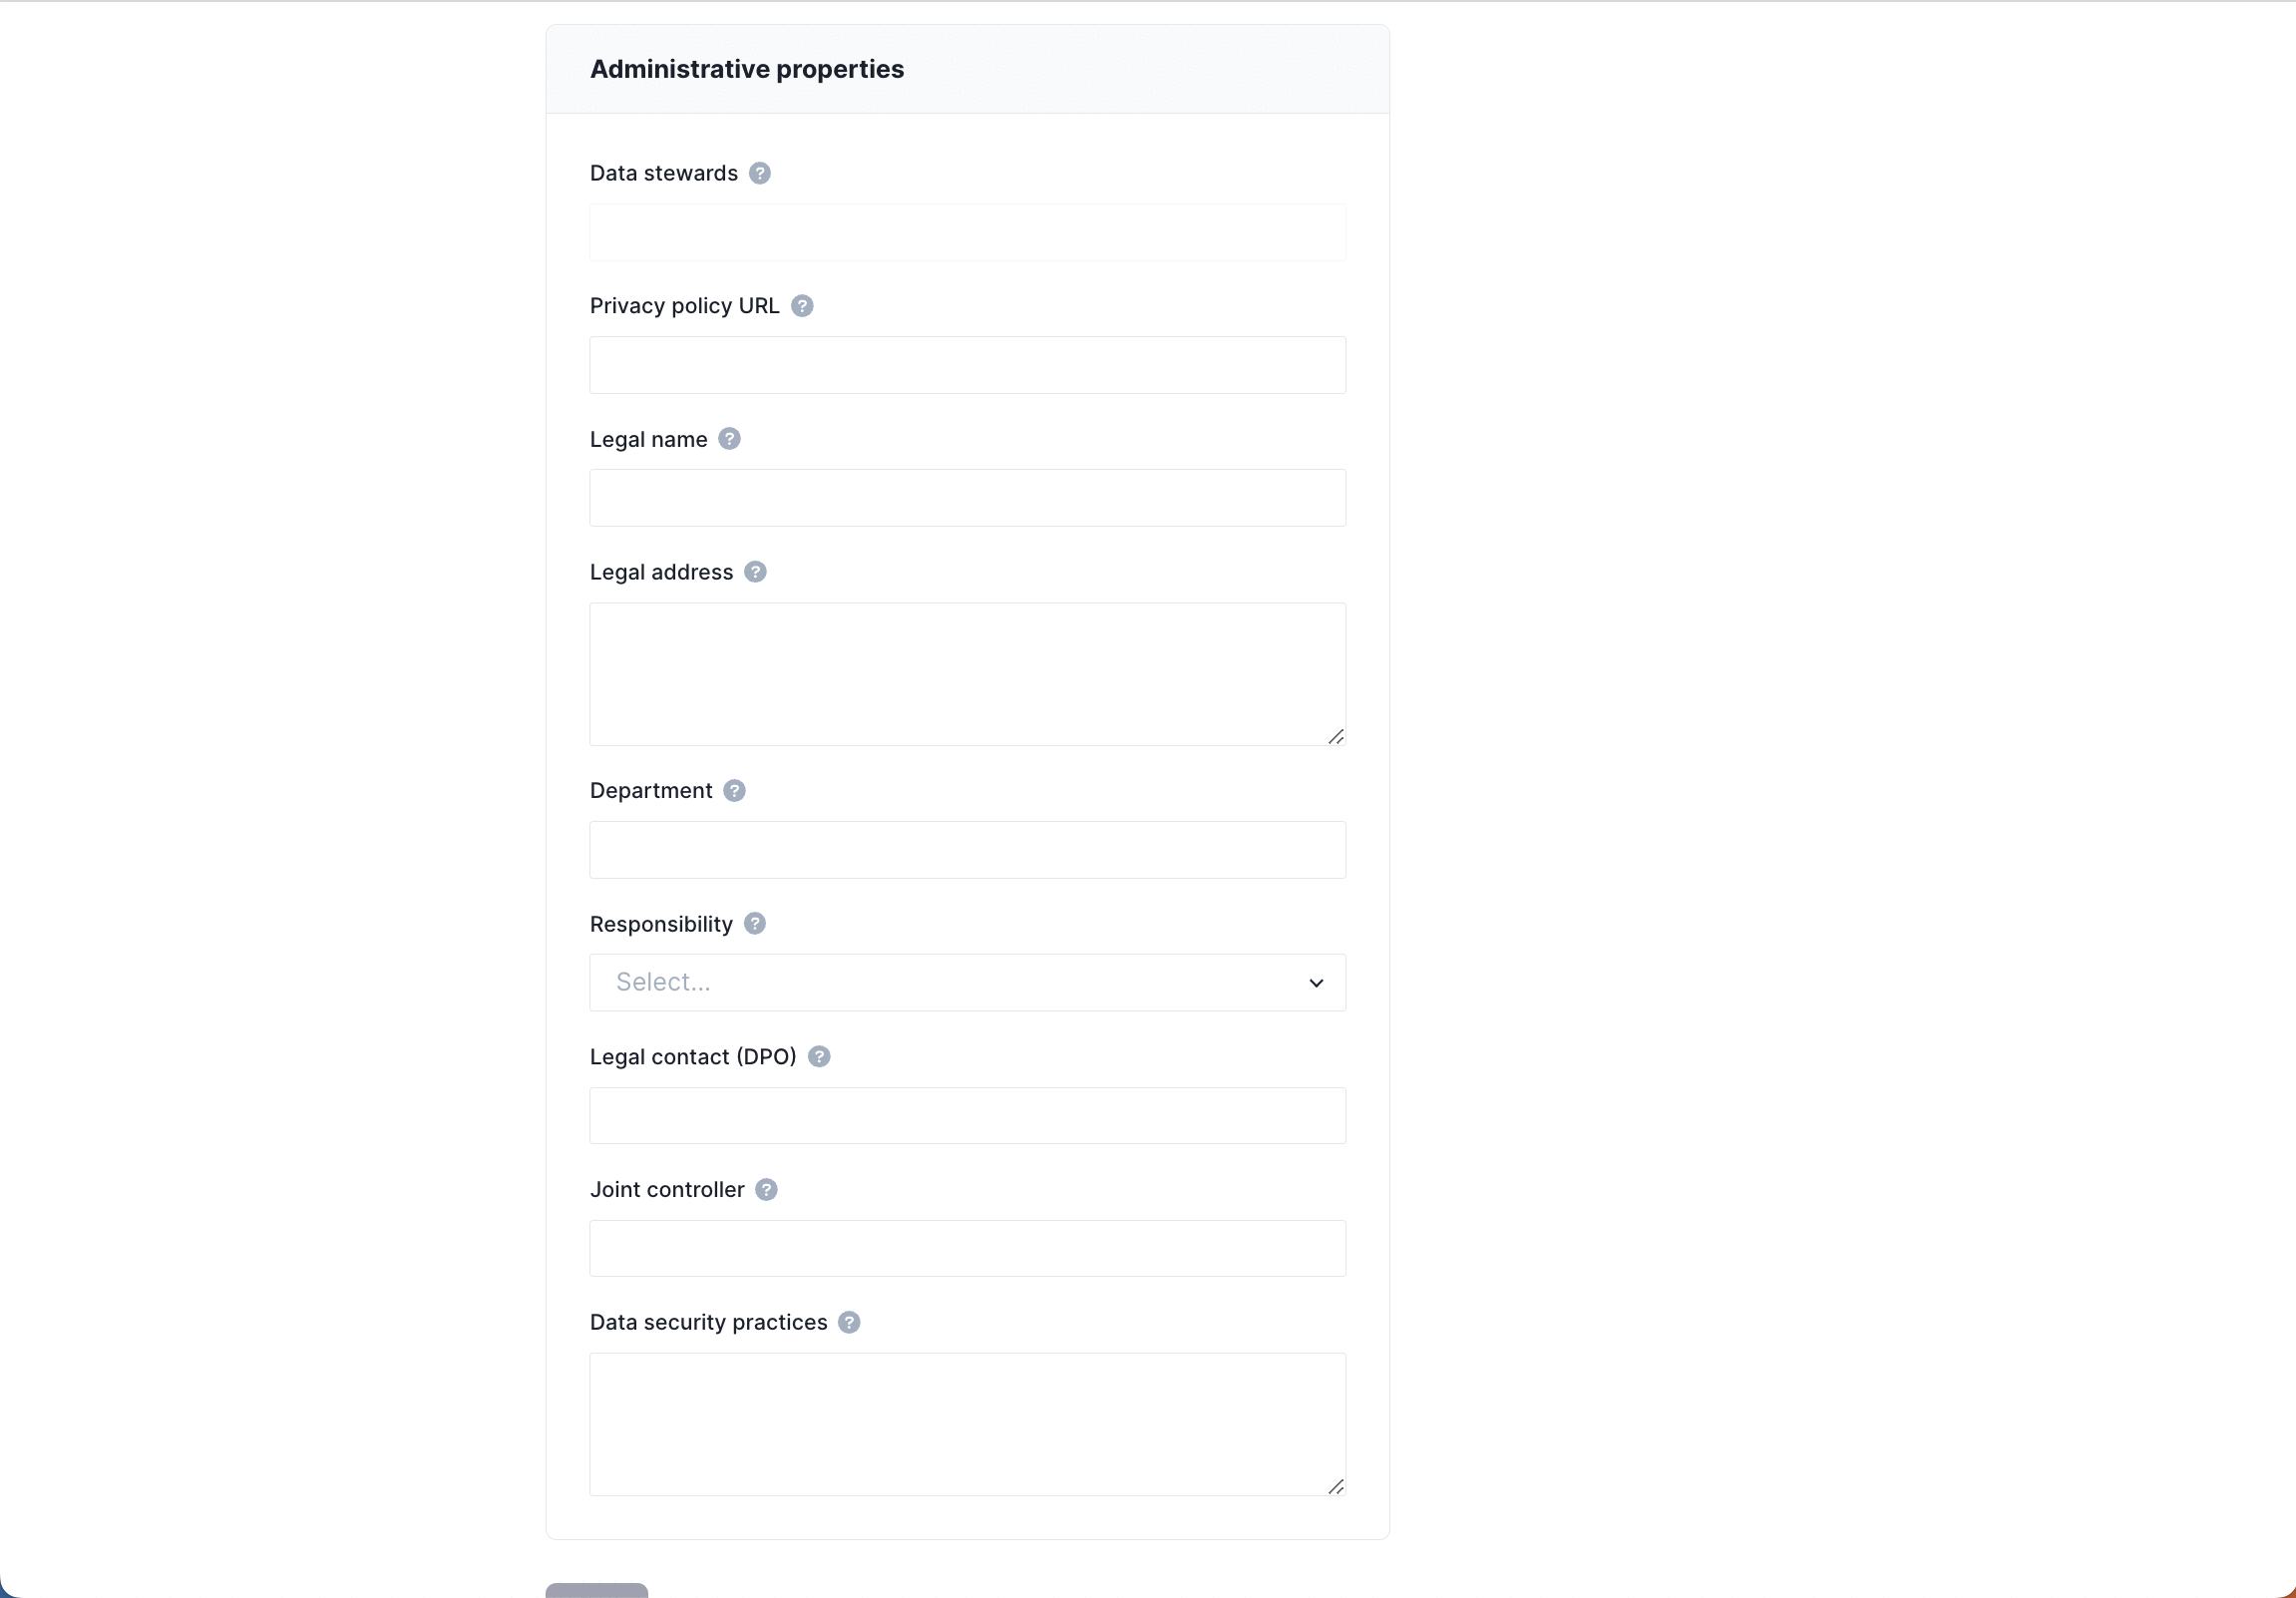 Administrative properties
Data stewards ?
Privacy policy URL ?
Legal name ?
Legal address ?
Department ?
Responsibility ?
Select...
Legal contact (DPO) ?
Joint controller ?
Data security practices ?